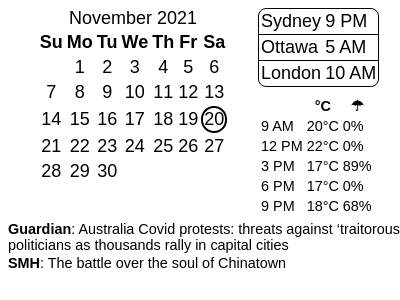 November 2021
Su Mo Tu We Th Fr Sa
1 2 3 4 5 6
7 8 9 10 11 12 13
14 15 16 17 18 19 20
21 22 23 24 25 26 27
28 29 30
Sydney 9 PM
Ottawa 5 AM
London 10 AM
°C ☂
9 AM 20°C 0%
12 PM 22°C 0%
3 PM 17°C 89%
6 PM 17°C 0%
9 PM 18°C 68%
Guardian: Australia Covid protests: threats against ‘traitorous
politicians as thousands rally in capital cities
SMH: The battle over the soul of Chinatown